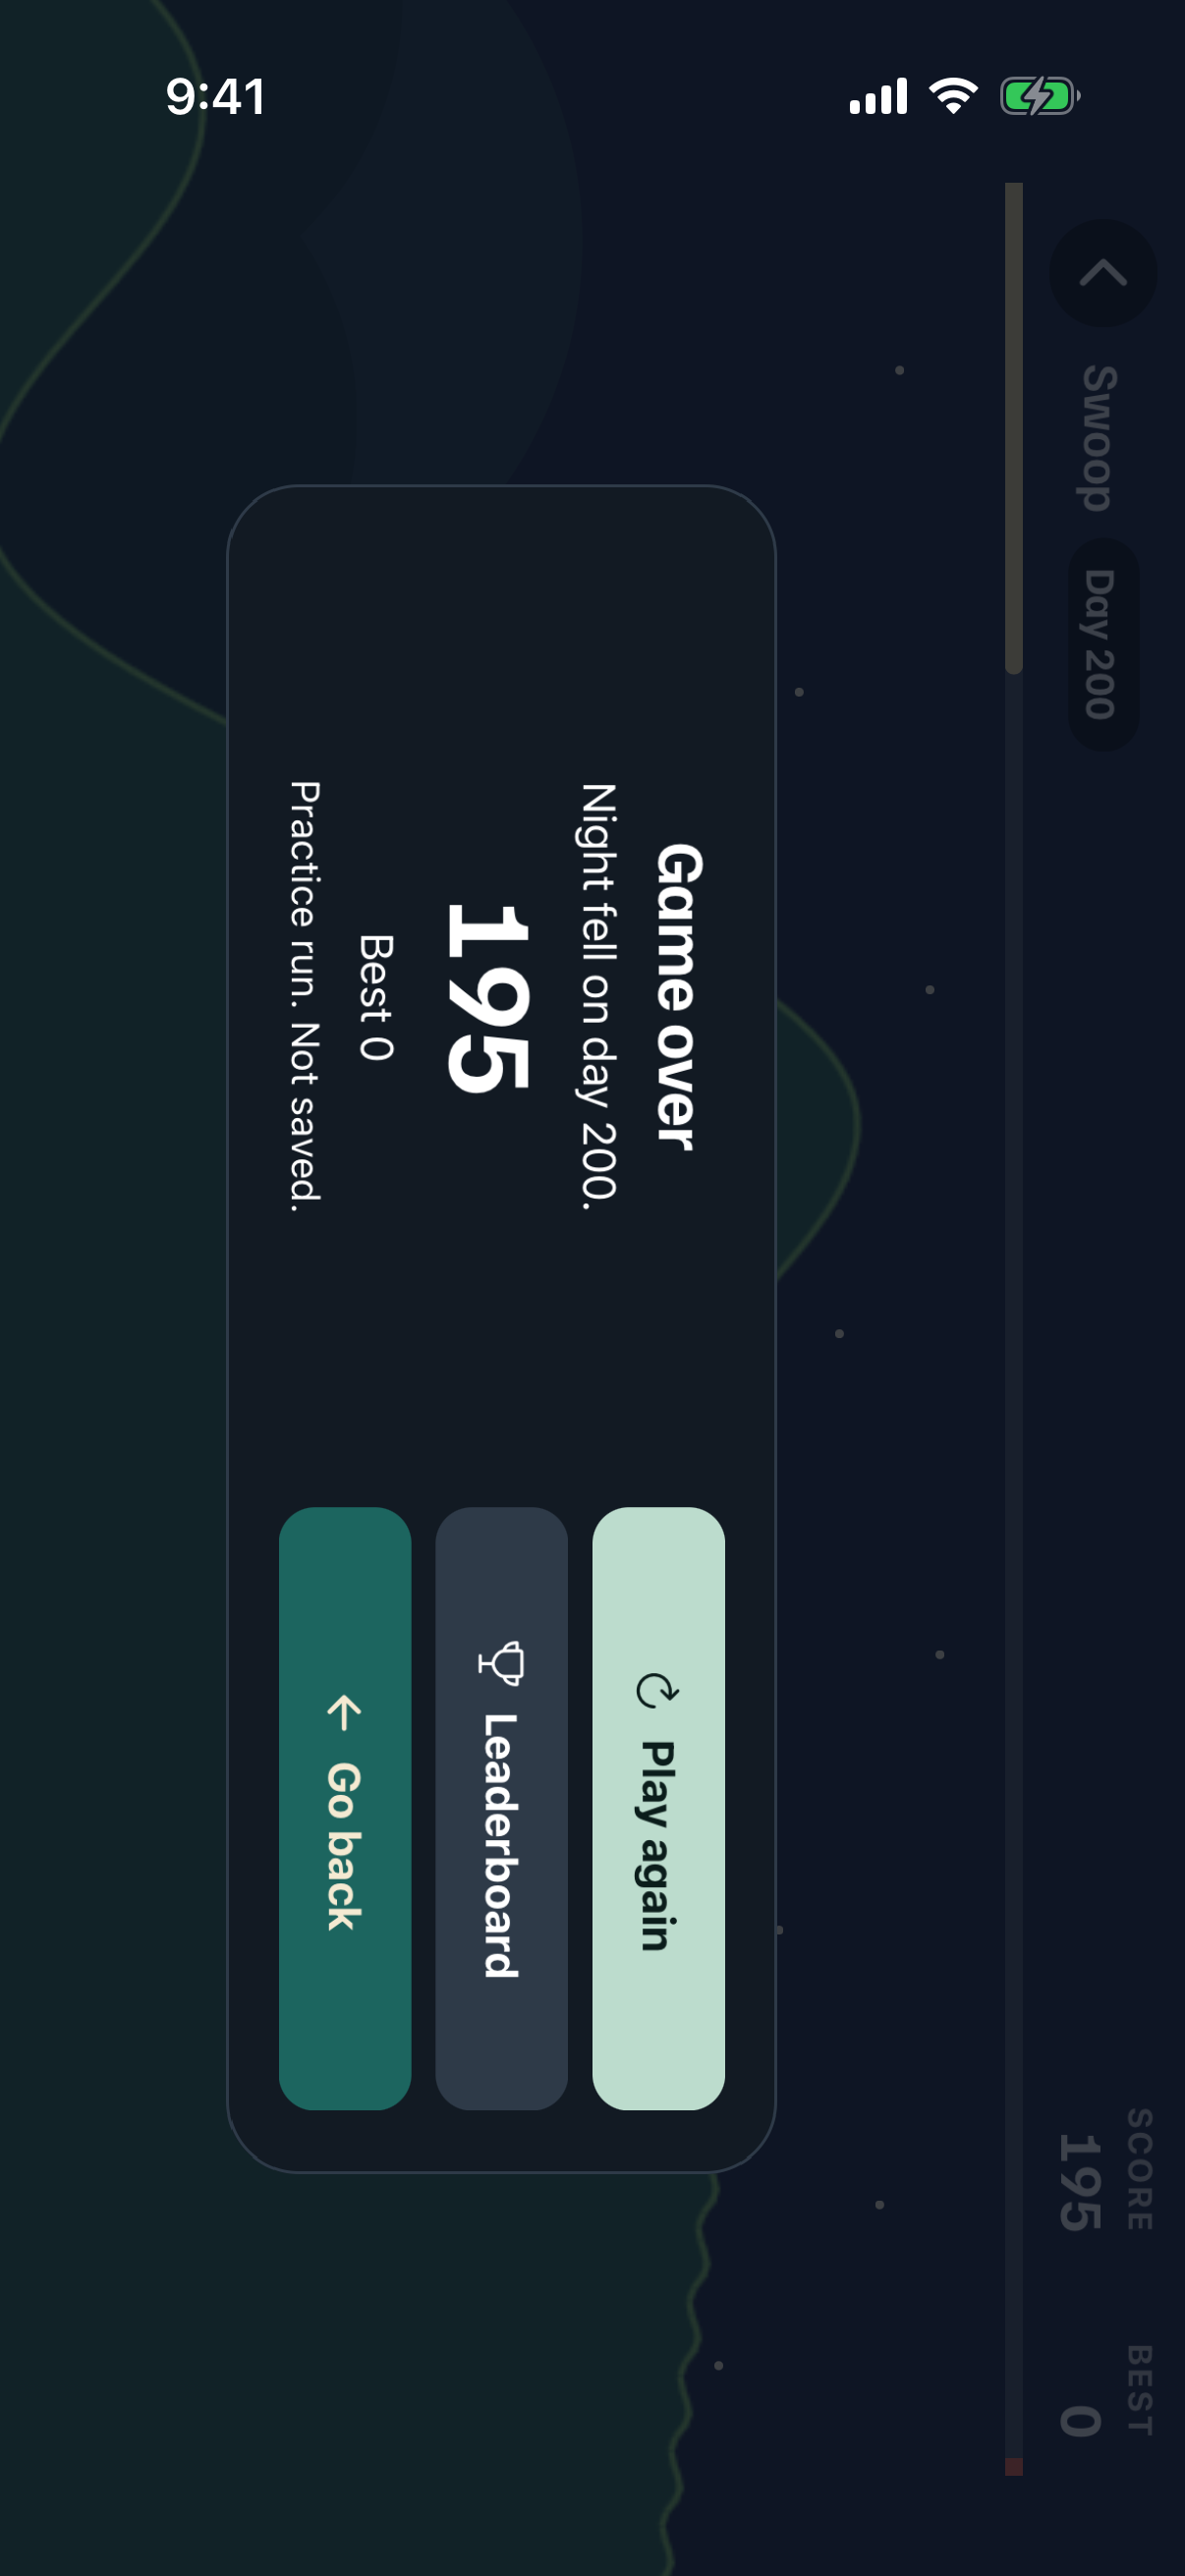 9:41
Swoop
Day 200
SCORE
195
BEST
0
Game over
Night fell on day 200.
195
Best 0
Practice run. Not saved.
Play again
Leaderboard
Go back